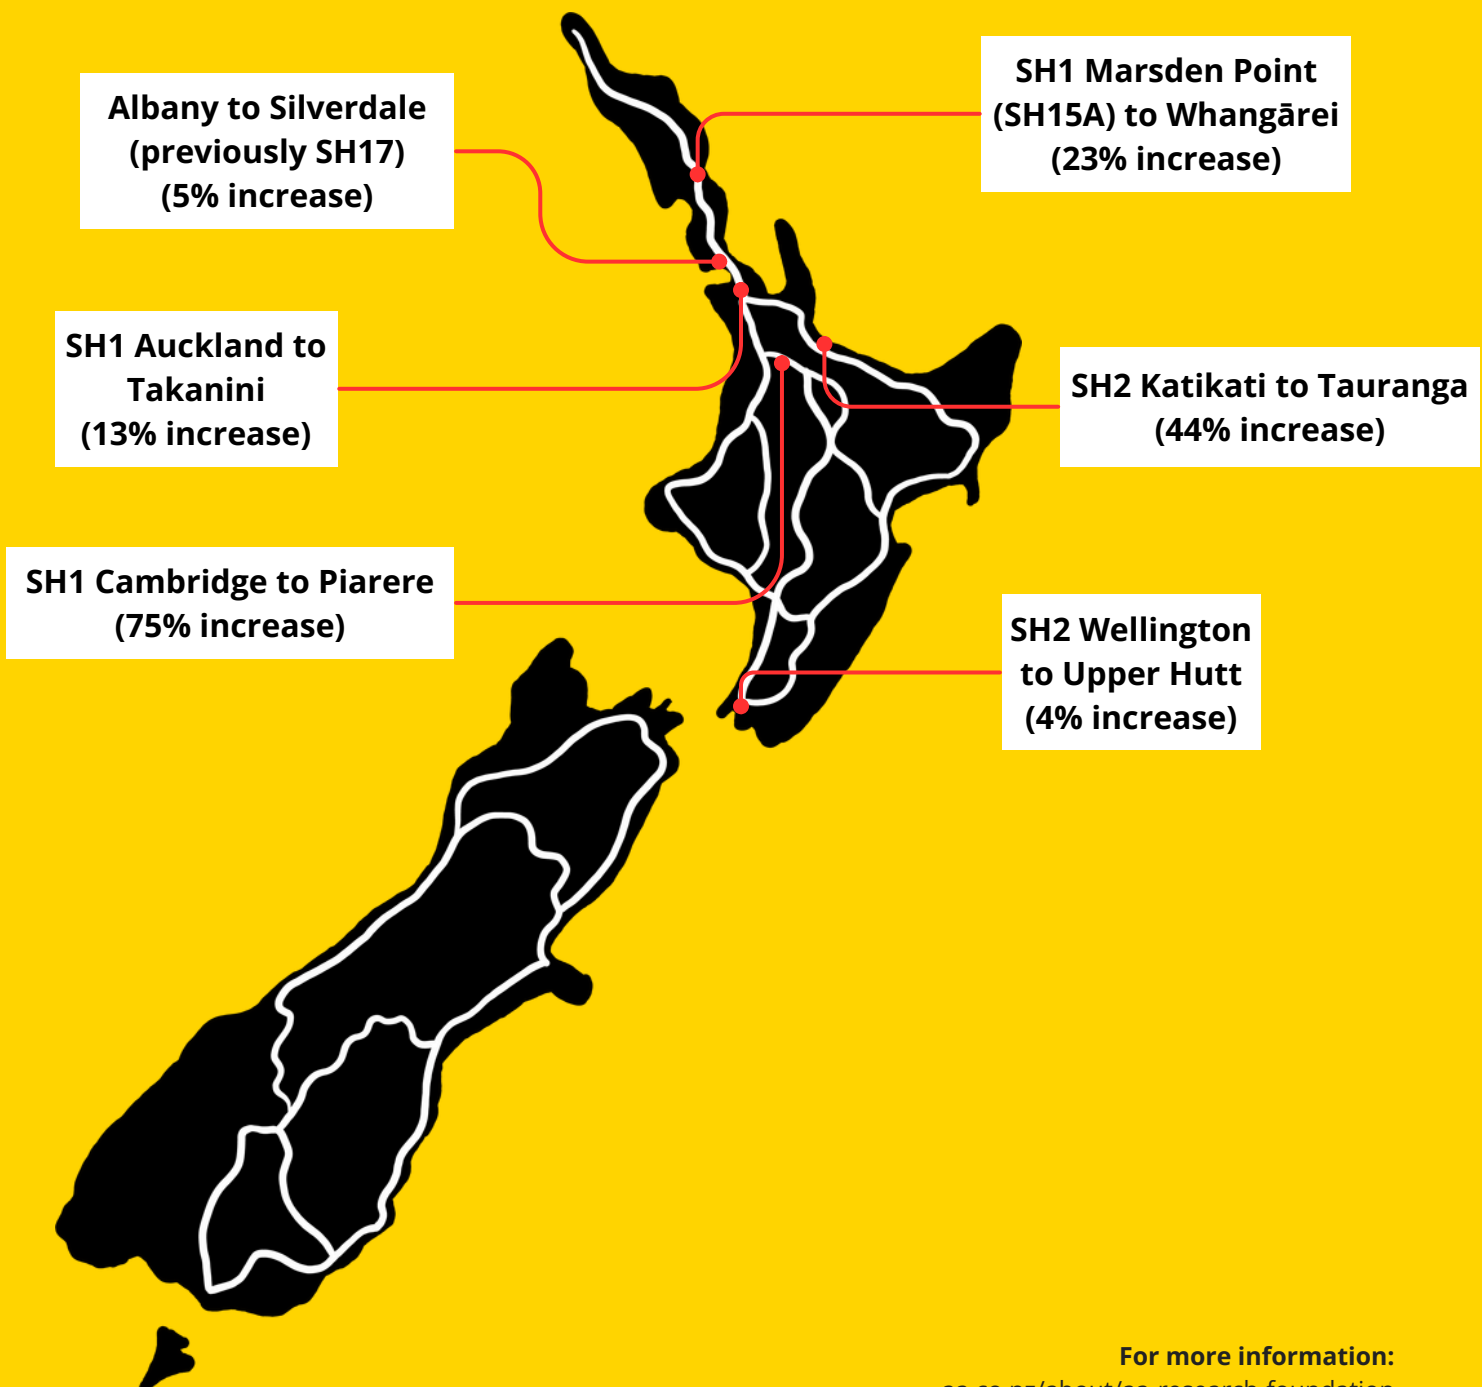 Albany to Silverdale
(previously SH17)
(5% increase)
SH1 Marsden Point
(SH15A) to Whangārei
(23% increase)
SH1 Auckland to
Takanini
(13% increase)
SH2 Katikati to Tauranga
(44% increase)
SH1 Cambridge to Piarere
(75% increase)
SH2 Wellington
to Upper Hutt
(4% increase)
For more information: